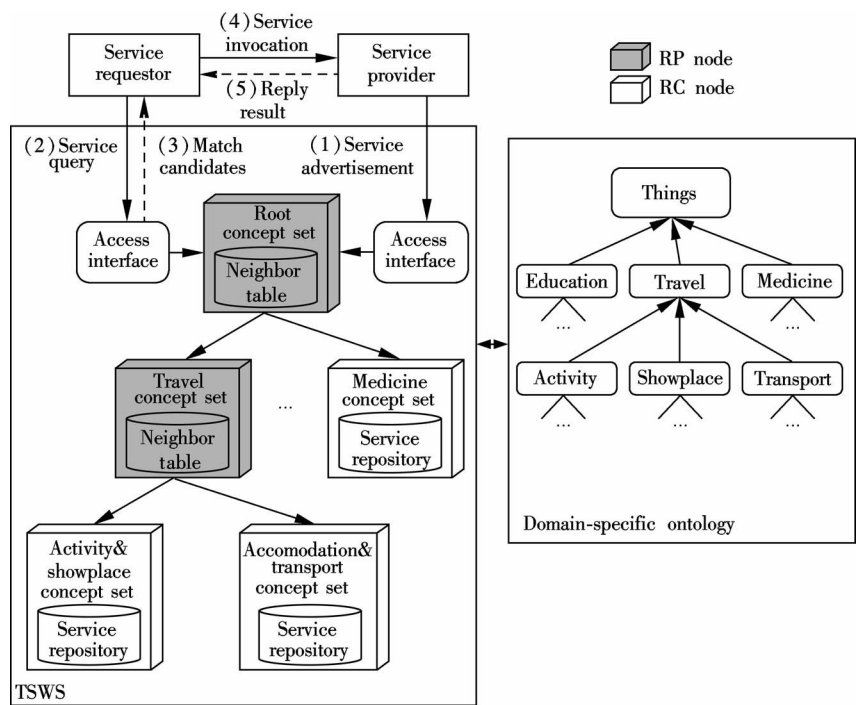 (4) Service
invocation
Service
requestor
Service
provider
(5) Reply
result
RP node
RC node
(2) Service
query
(3) Match
candidates
(1) Service
advertisement
Access
interface
Root
concept set
Neighbor
table
Access
interface
Travel
concept set
Neighbor
table
...
Medicine
concept set
Service
repository
Activity&
showplace
concept set
Service
repository
Accomodation&
transport
concept set
Service
repository
TSWS
Things
Education
Travel
Medicine
...
...
Activity
Showplace
Transport
...
...
...
Domain-specific ontology